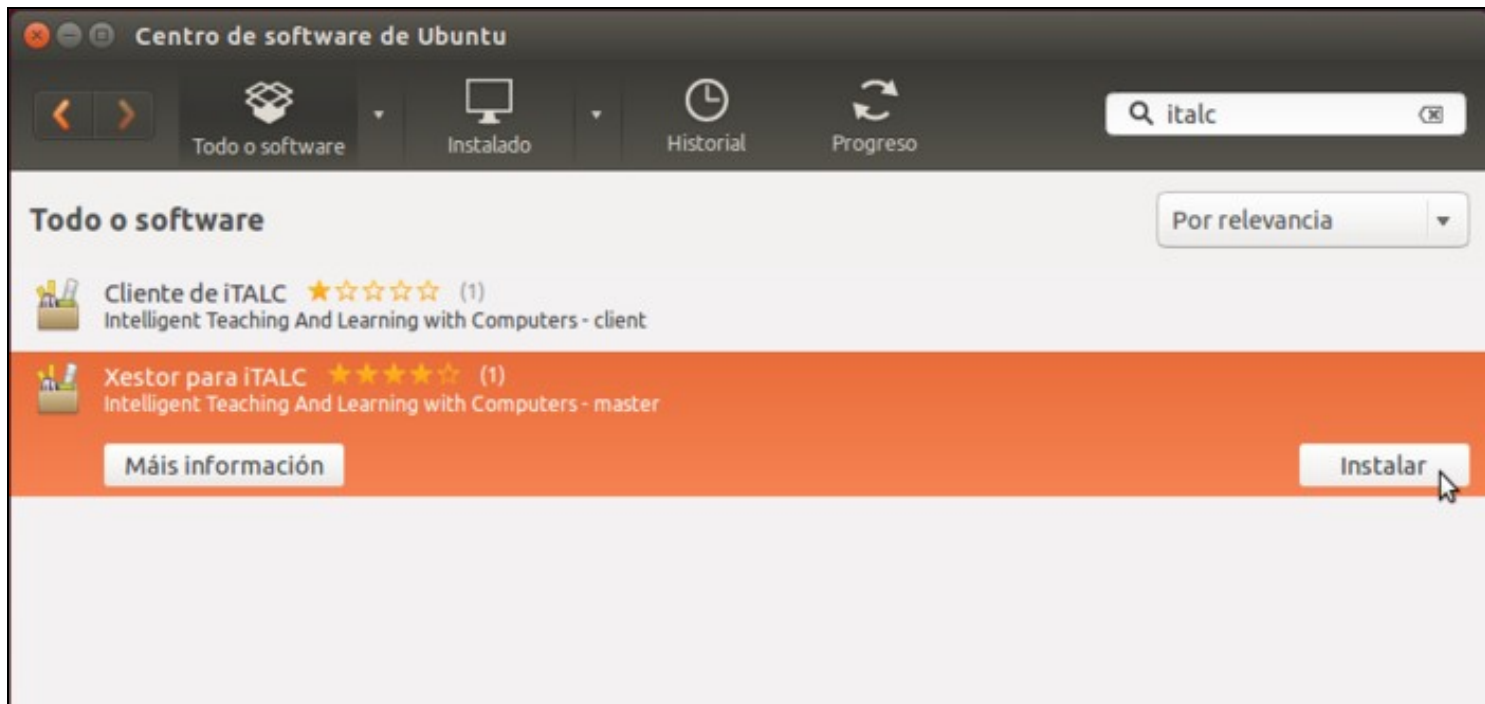 Centro de software de Ubuntu
Todo o software
Instalado
Historial
Progreso
italc
Todo o software
Por relevancia
Cliente de iTALC (1)
Intelligent Teaching And Learning with Computers - client
Xestor para iTALC (1)
Intelligent Teaching And Learning with Computers - master
Máis información
Instalar